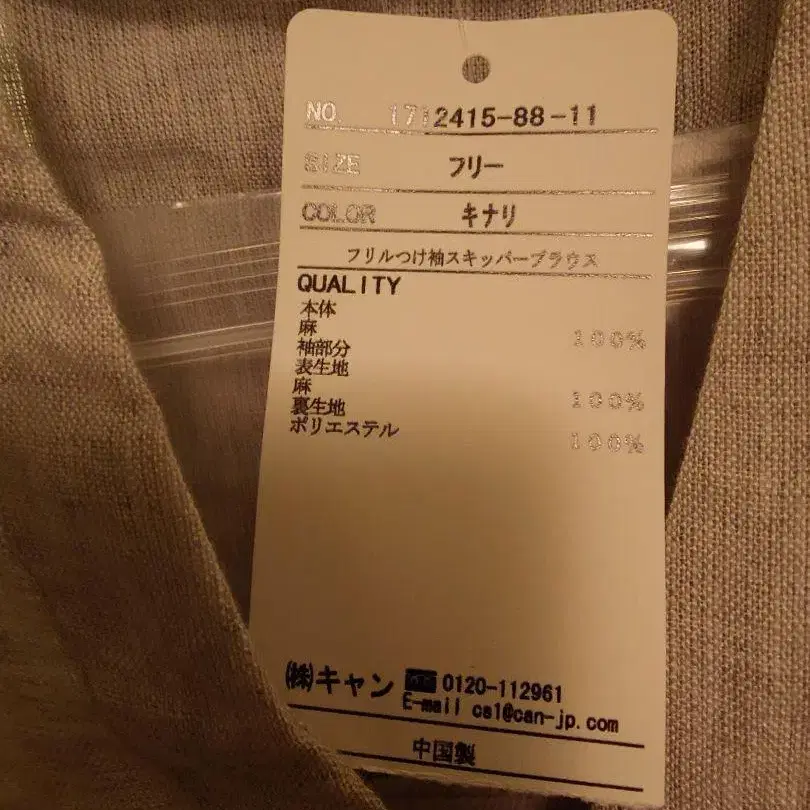 NO. 1712415-88-11
SIZE フリー
COLOR キナリ
フリルつけ袖スキッパーブラウス
QUALITY
本体
麻 100%
袖部分
表生地
麻 100%
裏生地
ポリエステル 100%
㈱キャン 0120-112961
E-mail cs1@can-jp.com
中国製